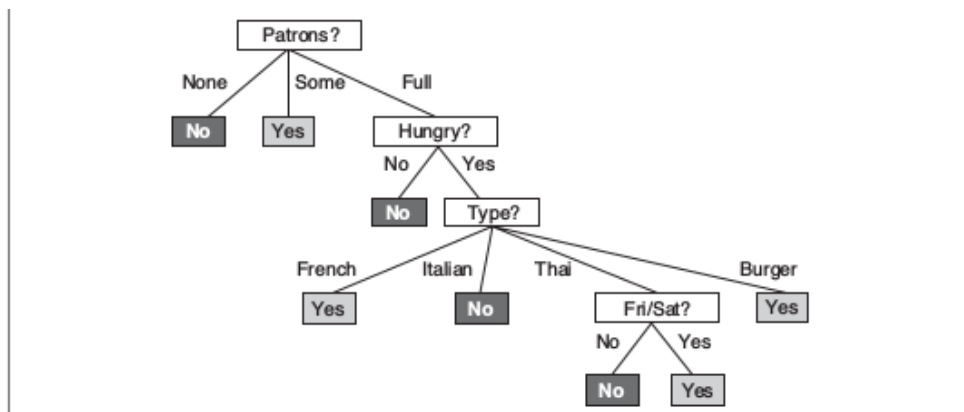 Patrons?
None Some Full
No Yes Hungry?
No Yes
No Type?
French Italian Thai Burger
Yes No Fri/Sat? Yes
No Yes
No Yes